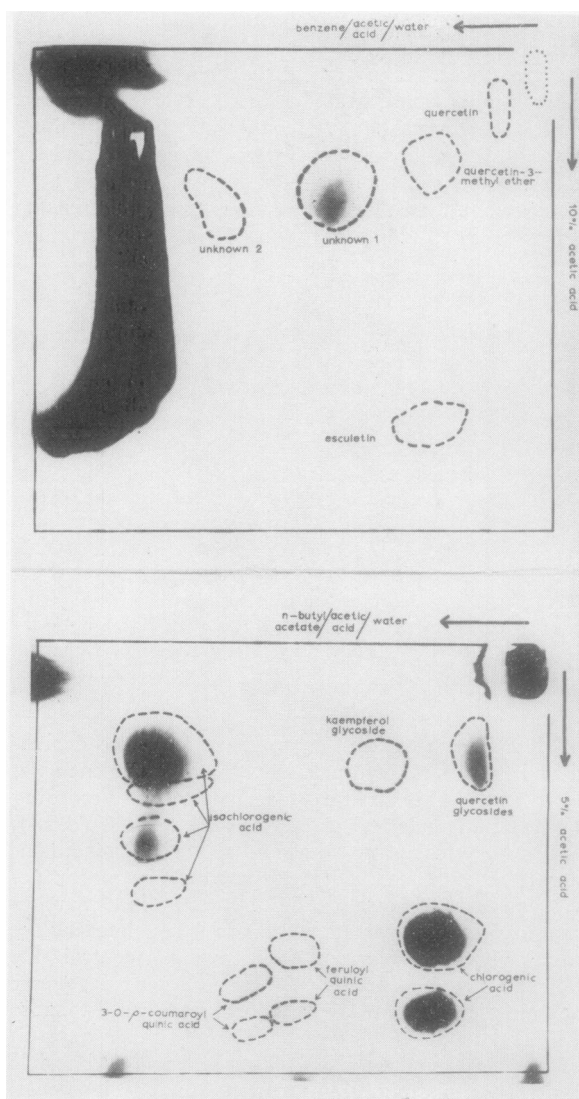 benzene/acetic acid/water
quercetin
quercetin-3-
methyl ether
unknown 2
unknown 1
10% acetic acid
esculetin
n-butyl/acetic/
acetate/acid/water
kaempferol
glycoside
quercetin
glycosides
isochlorogenic
acid
5% acetic acid
feruloyl
quinic
acid
chlorogenic
acid
3-O-p-coumaroyl
quinic acid